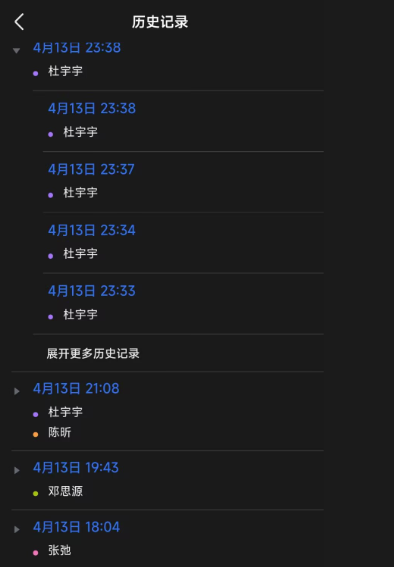 历史记录
4月13日 23:38
杜宇宇
4月13日 23:38
杜宇宇
4月13日 23:37
杜宇宇
4月13日 23:34
杜宇宇
4月13日 23:33
杜宇宇
展开更多历史记录
4月13日 21:08
杜宇宇
陈昕
4月13日 19:43
邓思源
4月13日 18:04
张弛